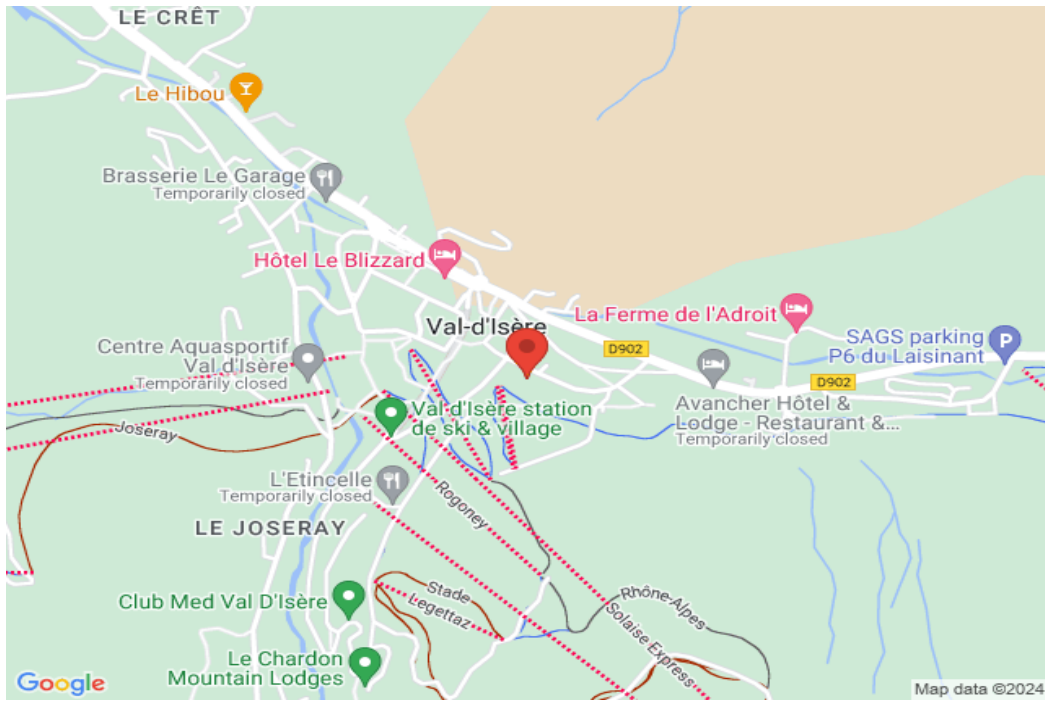 LE CRÊT
Le Hibou
Brasserie Le Garage
Temporarily closed
Hôtel Le Blizzard
Val-d'Isère
La Ferme de l'Adroit
SAGS parking
P6 du Laisinant
P
D902
D902
Centre Aquasportif
Val d'Isère
Temporarily closed
Avancher Hôtel &
Lodge - Restaurant &...
Temporarily closed
Val d'Isère station
de ski & village
Joseray
L'Etincelle
Temporarily closed
Rogoney
LE JOSERAY
Stade
Legettaz
Rhône-Alpes
Solaise Express
Club Med Val D'Isère
Le Chardon
Mountain Lodges
Google
Map data ©2024